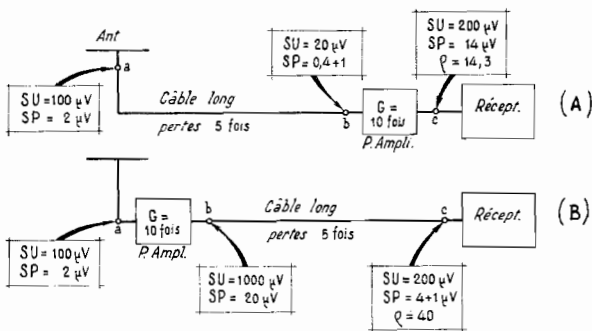 Ant
a
SU = 100 µV
SP = 2 µV
Câble long
pertes 5 fois
SU = 20 µV
SP = 0,4+1
b
G =
10 fois
P. Ampli.
SU = 200 µV
SP = 14 µV
ρ = 14,3
c
Récept.
(A)
a
SU = 100 µV
SP = 2 µV
G =
10 fois
P. Ampl.
b
SU = 1000 µV
SP = 20 µV
Câble long
pertes 5 fois
c
SU = 200 µV
SP = 4+1 µV
ρ = 40
Récept.
(B)